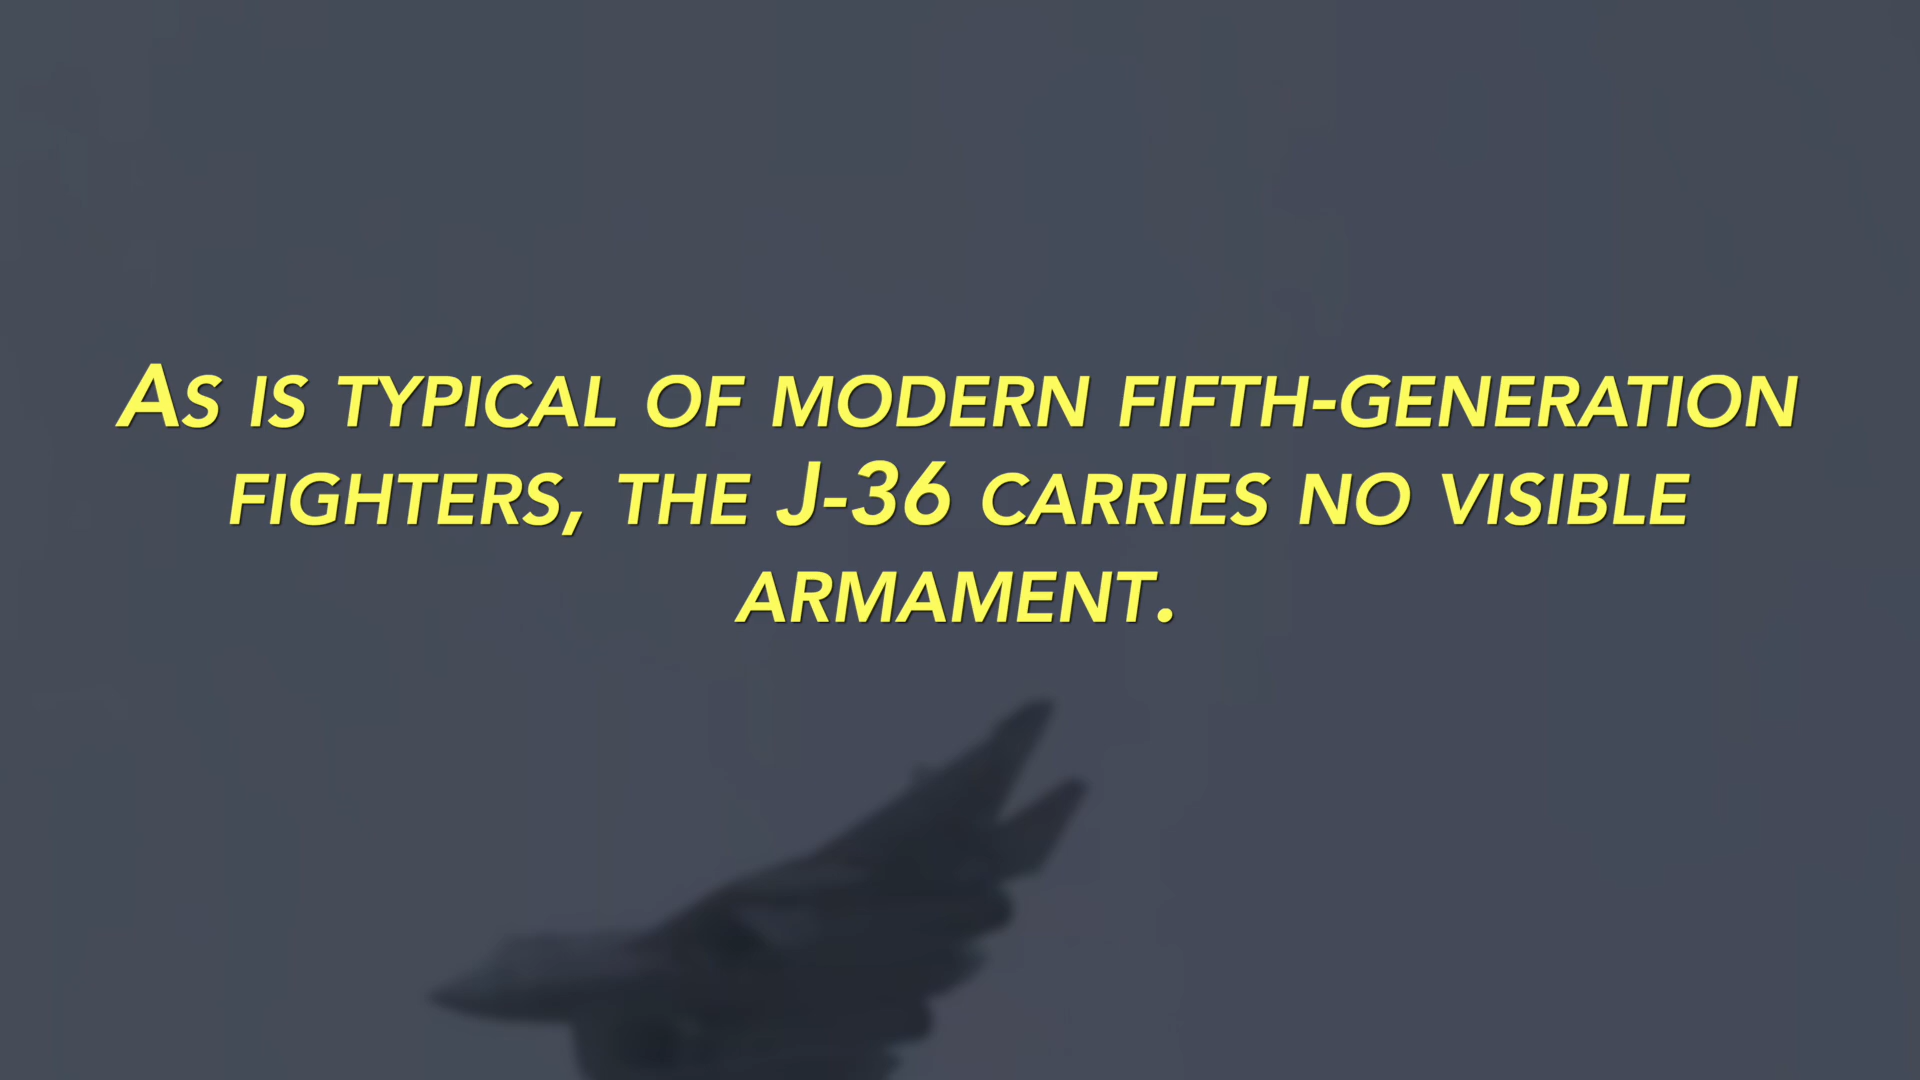 As is typical of modern fifth-generation
fighters, the J-36 carries no visible
armament.